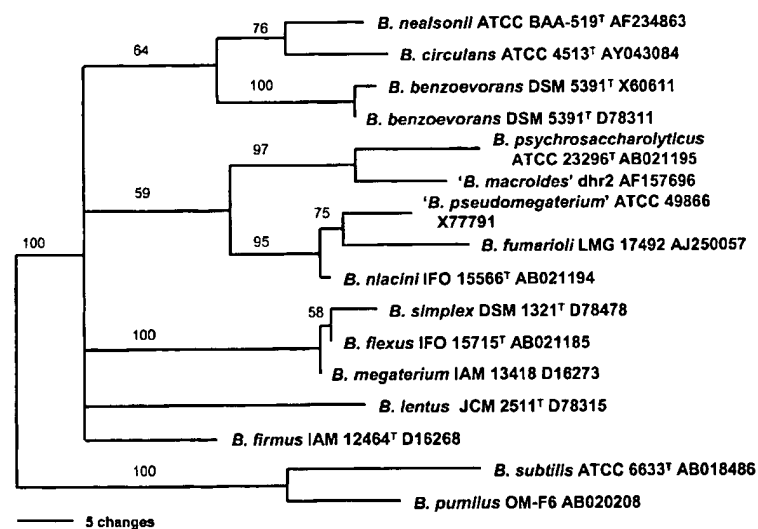 76
B. nealsonii ATCC BAA-519ᵀ AF234863
64
B. circulans ATCC 4513ᵀ AY043084
100
B. benzoevorans DSM 5391ᵀ X60611
B. benzoevorans DSM 5391ᵀ D78311
B. psychrosaccharolyticus
97
ATCC 23296ᵀ AB021195
'B. macroides' dhr2 AF157696
59
'B. pseudomegaterium' ATCC 49866
75
X77791
95
B. fumarioli LMG 17492 AJ250057
100
B. niacini IFO 15566ᵀ AB021194
58
B. simplex DSM 1321ᵀ D78478
100
B. flexus IFO 15715ᵀ AB021185
B. megaterium IAM 13418 D16273
B. lentus JCM 2511ᵀ D78315
B. firmus IAM 12464ᵀ D16268
100
B. subtilis ATCC 6633ᵀ AB018486
B. pumilus OM-F6 AB020208
5 changes